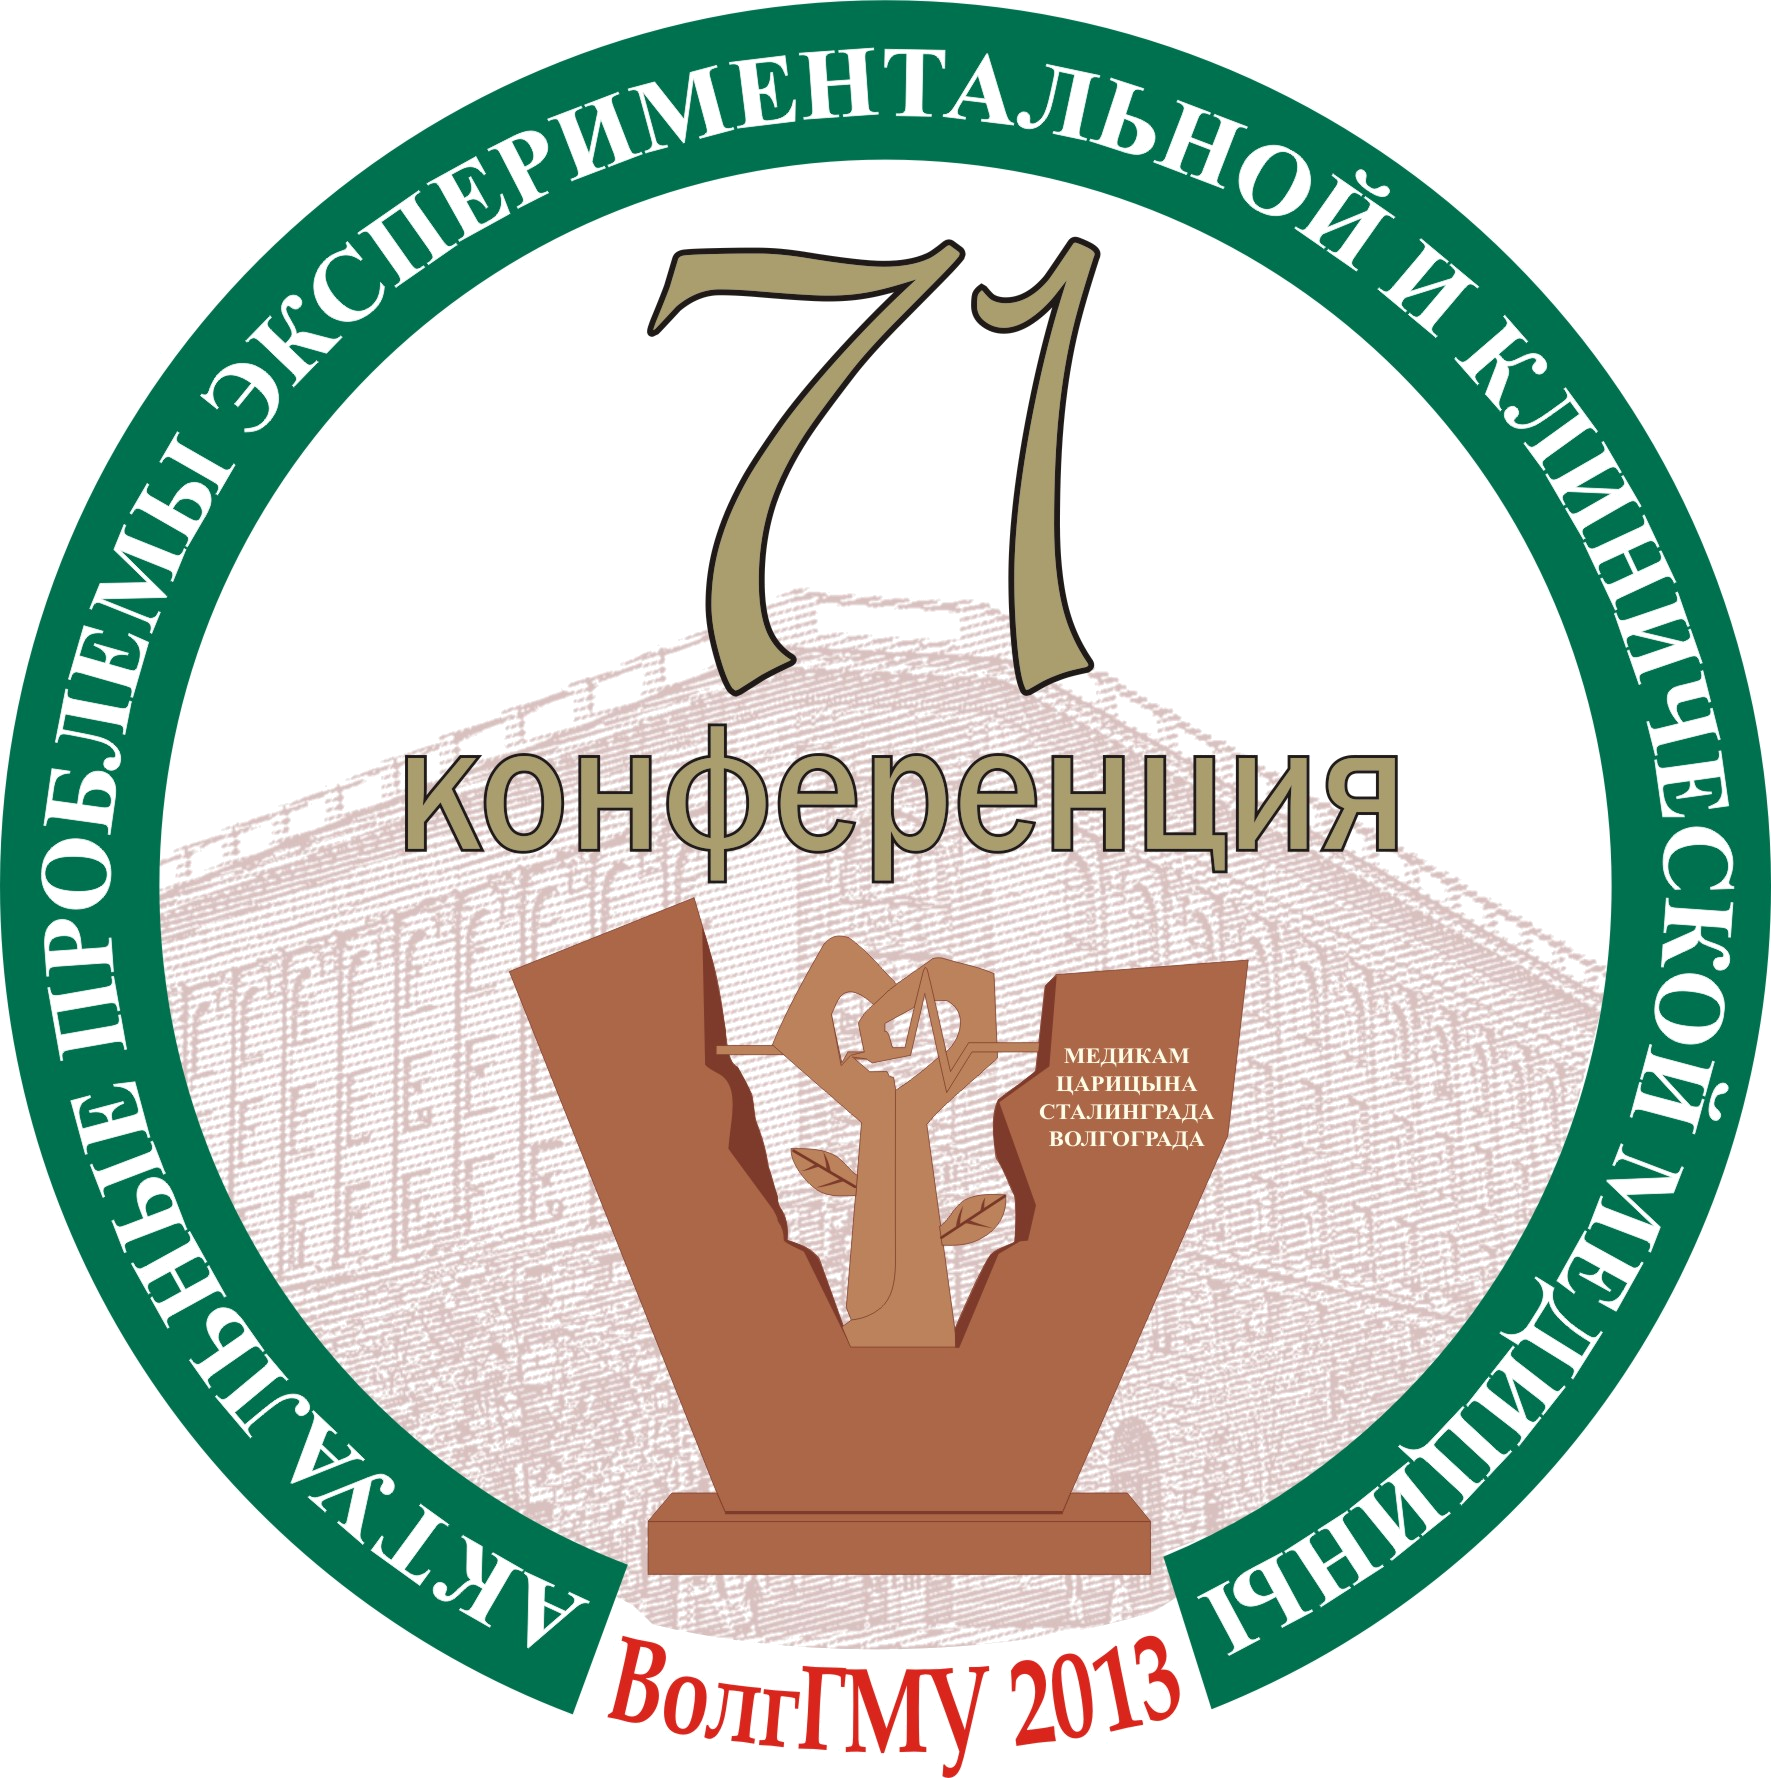 АКТУАЛЬНЫЕ ПРОБЛЕМЫ ЭКСПЕРИМЕНТАЛЬНОЙ И КЛИНИЧЕСКОЙ МЕДИЦИНЫ
71
конференция
МЕДИКАМ
ЦАРИЦЫНА
СТАЛИНГРАДА
ВОЛГОГРАДА
ВолгГМУ 2013